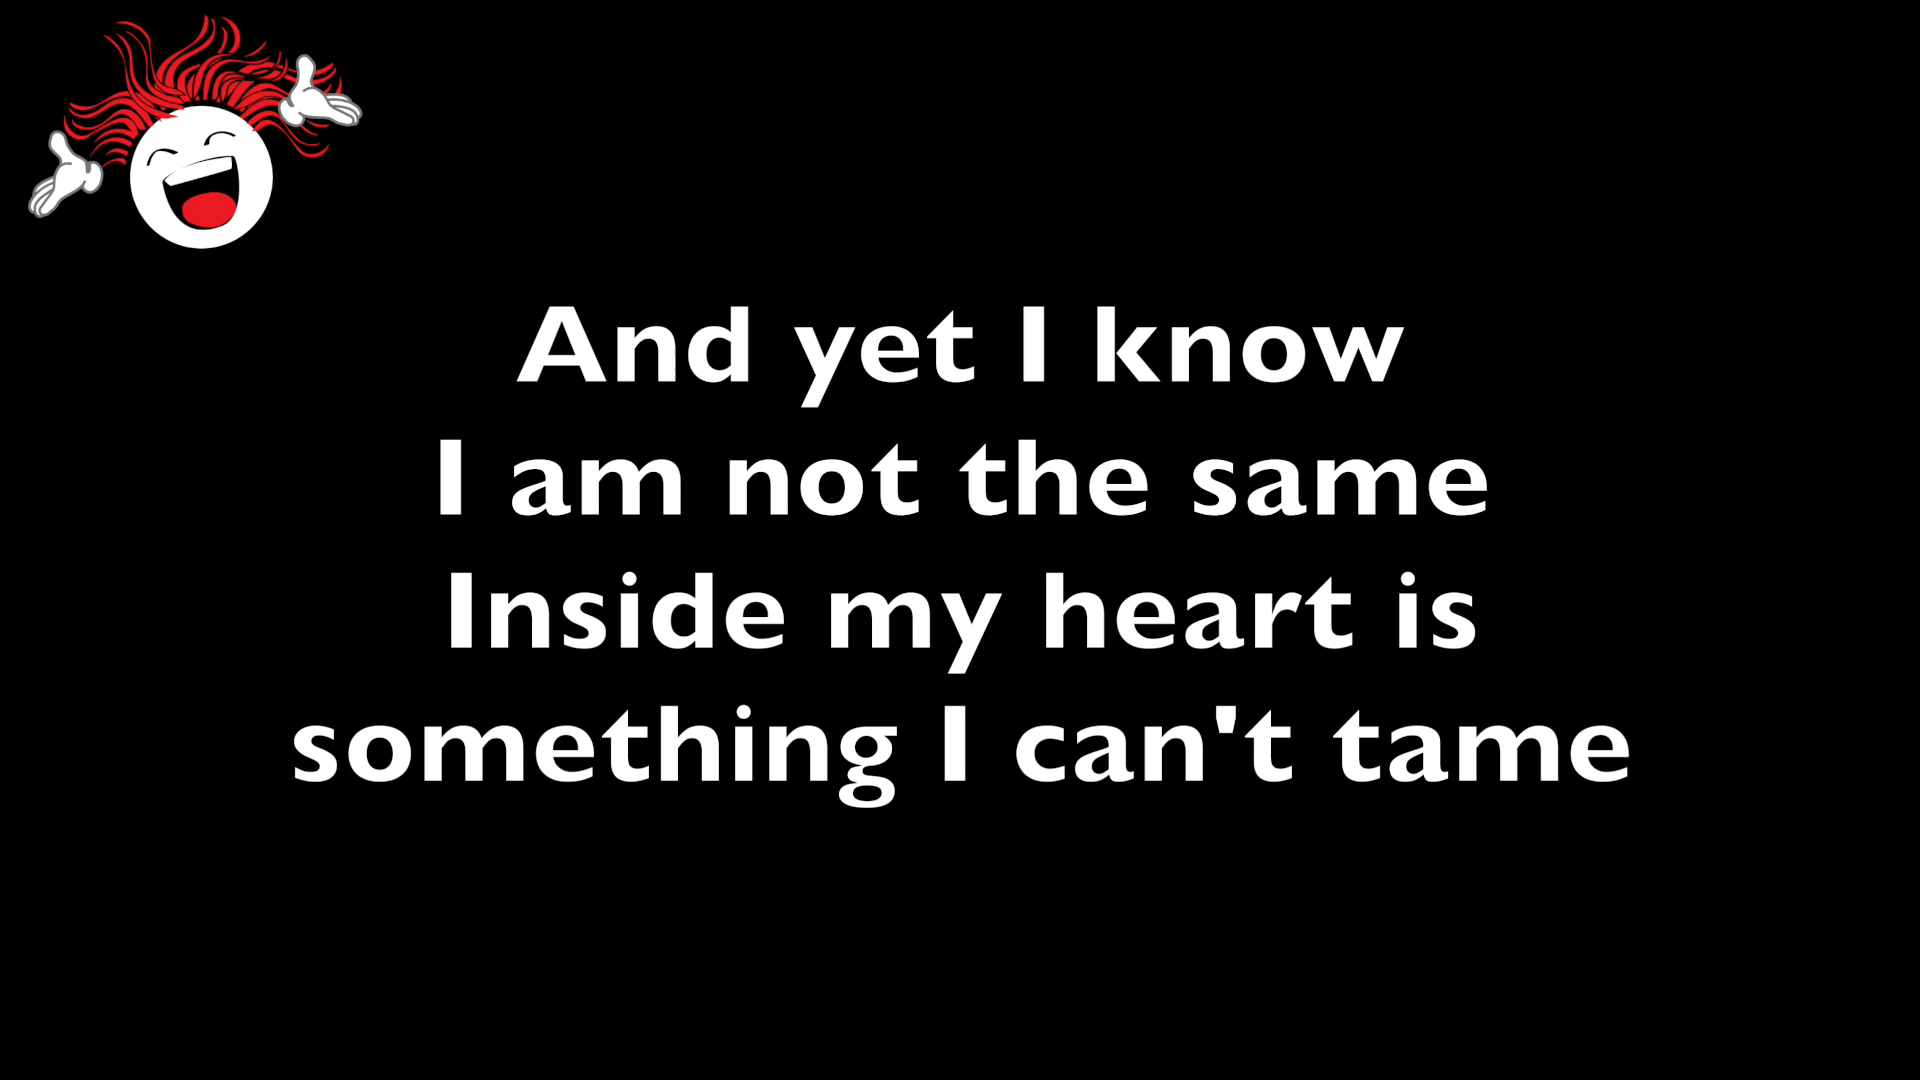 And yet I know
I am not the same
Inside my heart is
something I can't tame